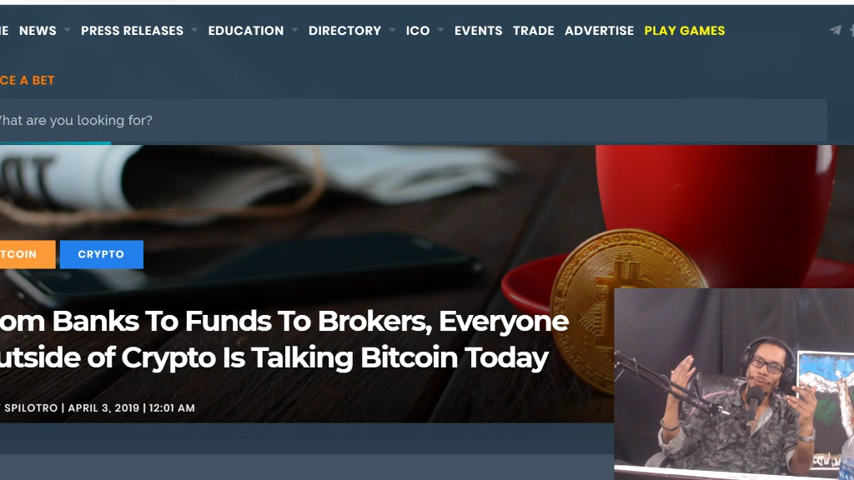 E NEWS PRESS RELEASES EDUCATION DIRECTORY ICO EVENTS TRADE ADVERTISE PLAY GAMES
CE A BET
hat are you looking for?
TCOIN CRYPTO
om Banks To Funds To Brokers, Everyone
utside of Crypto Is Talking Bitcoin Today
SPILOTRO | APRIL 3, 2019 | 12:01 AM